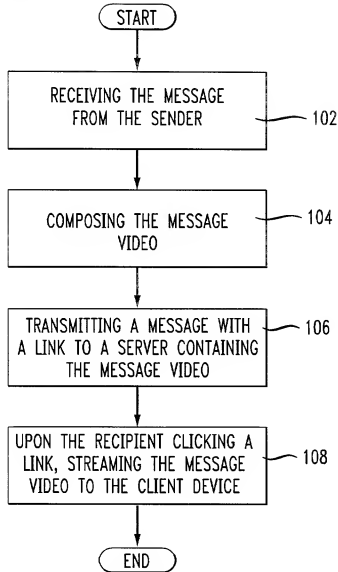 START
RECEIVING THE MESSAGE
FROM THE SENDER
102
COMPOSING THE MESSAGE
VIDEO
104
TRANSMITTING A MESSAGE WITH
A LINK TO A SERVER CONTAINING
THE MESSAGE VIDEO
106
UPON THE RECIPIENT CLICKING A
LINK, STREAMING THE MESSAGE
VIDEO TO THE CLIENT DEVICE
108
END